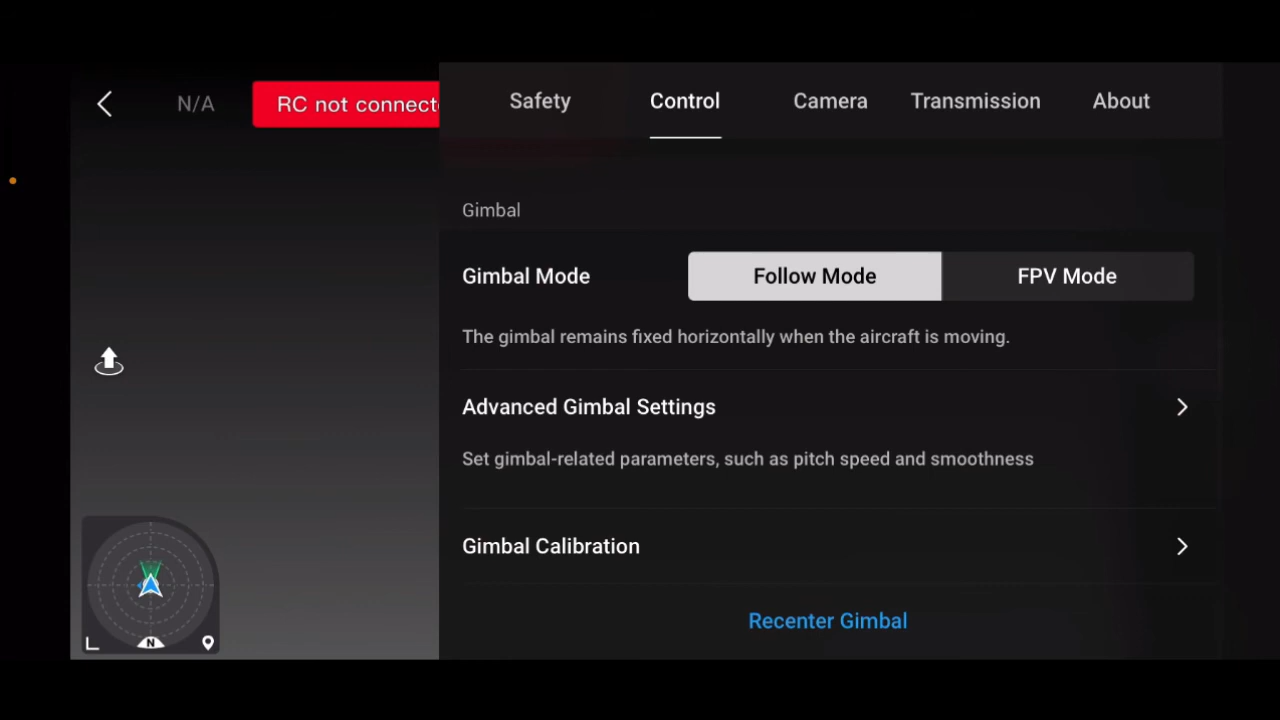 N/A
RC not connect
Safety
Control
Camera
Transmission
About
Gimbal
Gimbal Mode
Follow Mode
FPV Mode
The gimbal remains fixed horizontally when the aircraft is moving.
Advanced Gimbal Settings
Set gimbal-related parameters, such as pitch speed and smoothness
Gimbal Calibration
Recenter Gimbal
N